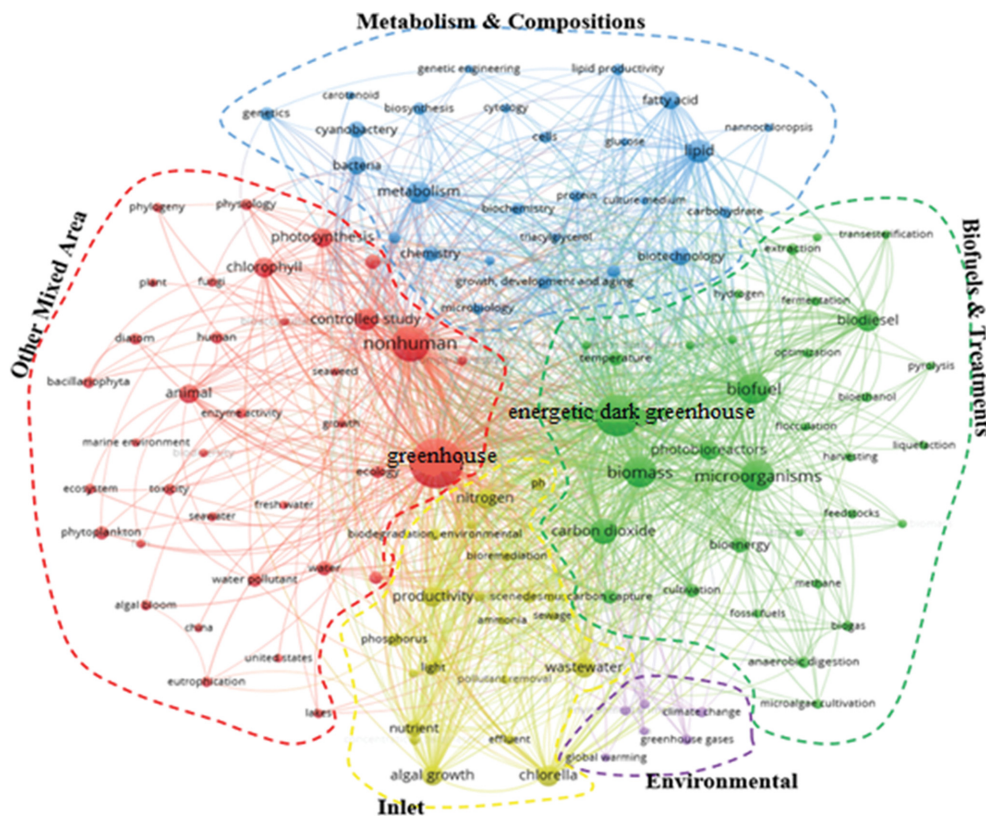 Metabolism & Compositions
genetic engineering
lipid productivity
carotenoid
fatty acid
genetics
biosynthesis
cytology
cyanobactery
nannochloropsis
cells
glucose
lipid
bacteria
metabolism
protein
culture medium
biochemistry
carbohydrate
triacylglycerol
chemistry
biotechnology
growth, development and aging
microbiology
Other Mixed Area
phylogeny
physiology
photosynthesis
chlorophyll
plant
fungi
controlled study
diatom
human
nonhuman
seaweed
bacillariophyta
animal
enzyme activity
growth
marine environment
greenhouse
ecology
ecosystem
toxicity
fresh water
seawater
phytoplankton
water
water pollutant
algal bloom
china
united states
eutrophication
lakes
Biofuels & Treatments
transesterification
extraction
hydrogen
fermentation
biodiesel
temperature
optimization
pyrolysis
biofuel
bioethanol
energetic dark greenhouse
flocculation
liquefaction
photobioreactors
harvesting
biomass
microorganisms
feedstocks
carbon dioxide
bioenergy
methane
cultivation
carbon capture
fossil fuels
biogas
anaerobic digestion
microalgae cultivation
ph
nitrogen
biodegradation, environmental
bioremediation
productivity
scenedesmus
ammonia
sewage
phosphorus
light
wastewater
pollutant removal
nutrient
effluent
algal growth
chlorella
Inlet
climate change
greenhouse gases
global warming
Environmental